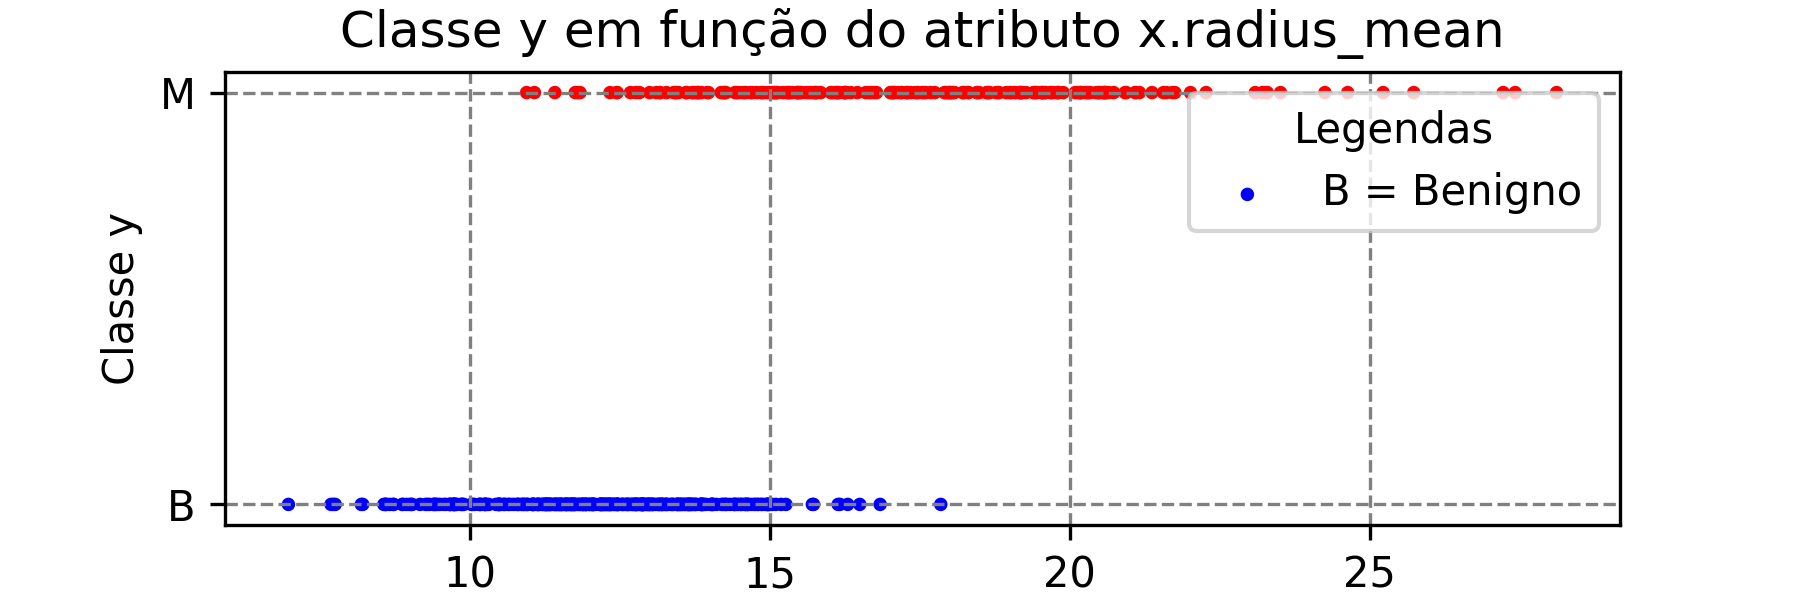 Classe y em função do atributo x.radius_mean
M
Legendas
B = Benigno
Classe y
B
10 15 20 25